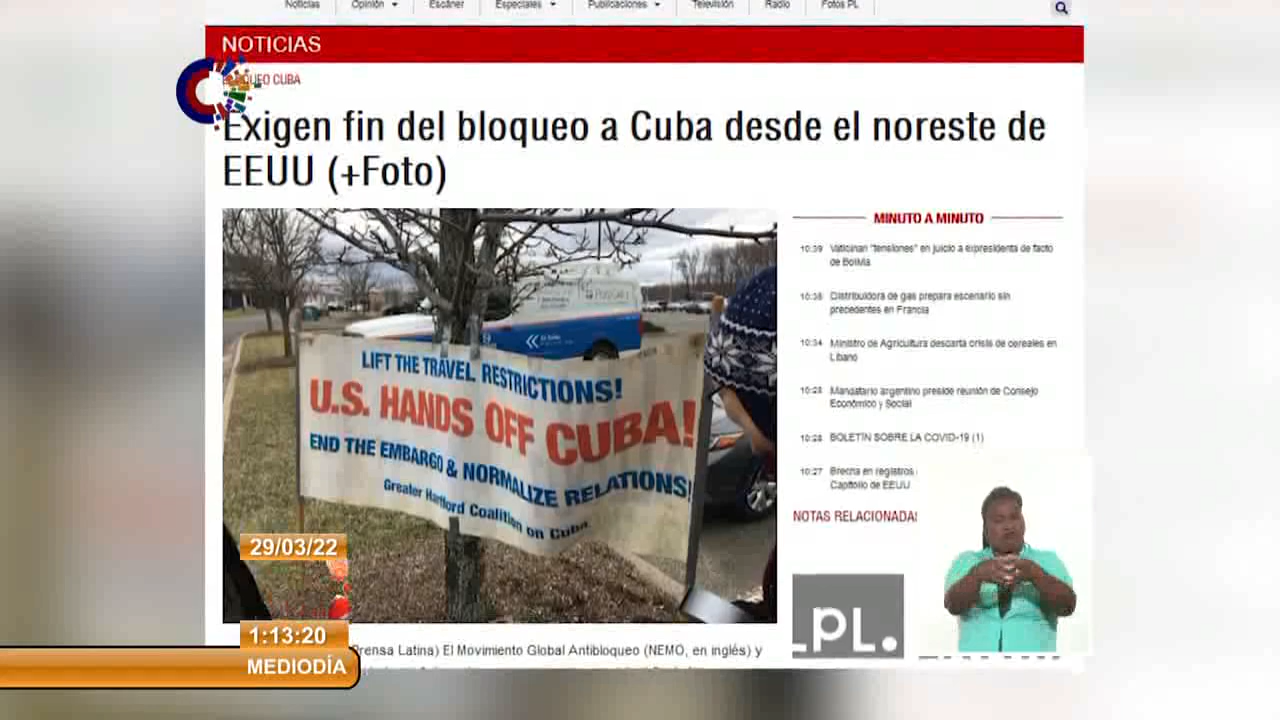 Noticias
Opinión
Escáner
Especiales
Publicaciones
Televisión
Radio
Fotos PL
NOTICIAS
CUBA
Exigen fin del bloqueo a Cuba desde el noreste de
EEUU (+Foto)
LIFT THE TRAVEL RESTRICTIONS!
U.S. HANDS OFF CUBA!
END THE EMBARGO & NORMALIZE RELATIONS!
Greater Hartford Coalition on Cuba
MINUTO A MINUTO
10:39 Vaticinan "tensiones" en juicio a expresidenta de facto
de Bolivia
10:36 Distribuidora de gas prepara escenario sin
precedentes en Francia
10:34 Ministro de Agricultura descarta crisis de cereales en
Líbano
10:28 Mandatario argentino preside reunión de Consejo
Económico y Social
10:28 BOLETÍN SOBRE LA COVID-19 (1)
10:27 Brecha en registros
Capitolio de EEUU
NOTAS RELACIONADAS
PL.
29/03/22
1:13:20
MEDIODÍA
Prensa Latina) El Movimiento Global Antibloqueo (NEMO, en inglés) y